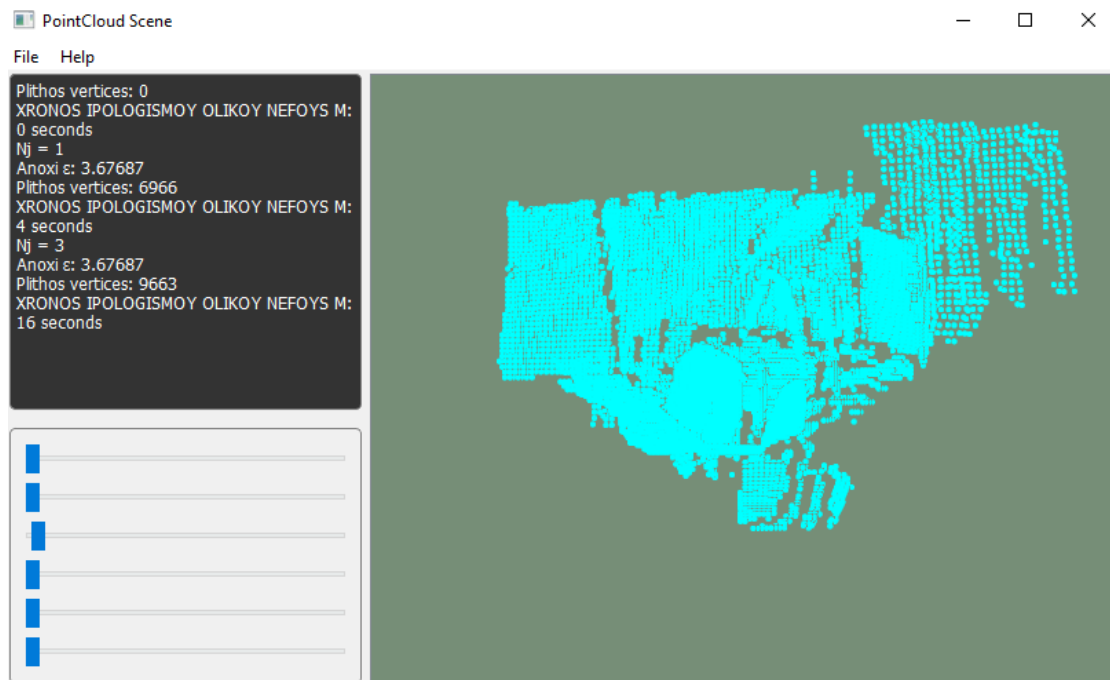 PointCloud Scene
File Help
Plithos vertices: 0
XRONOS IPOLOGISMOY OLIKOY NEFOYS M:
0 seconds
Nj = 1
Anoxi ε: 3.67687
Plithos vertices: 6966
XRONOS IPOLOGISMOY OLIKOY NEFOYS M:
4 seconds
Nj = 3
Anoxi ε: 3.67687
Plithos vertices: 9663
XRONOS IPOLOGISMOY OLIKOY NEFOYS M:
16 seconds